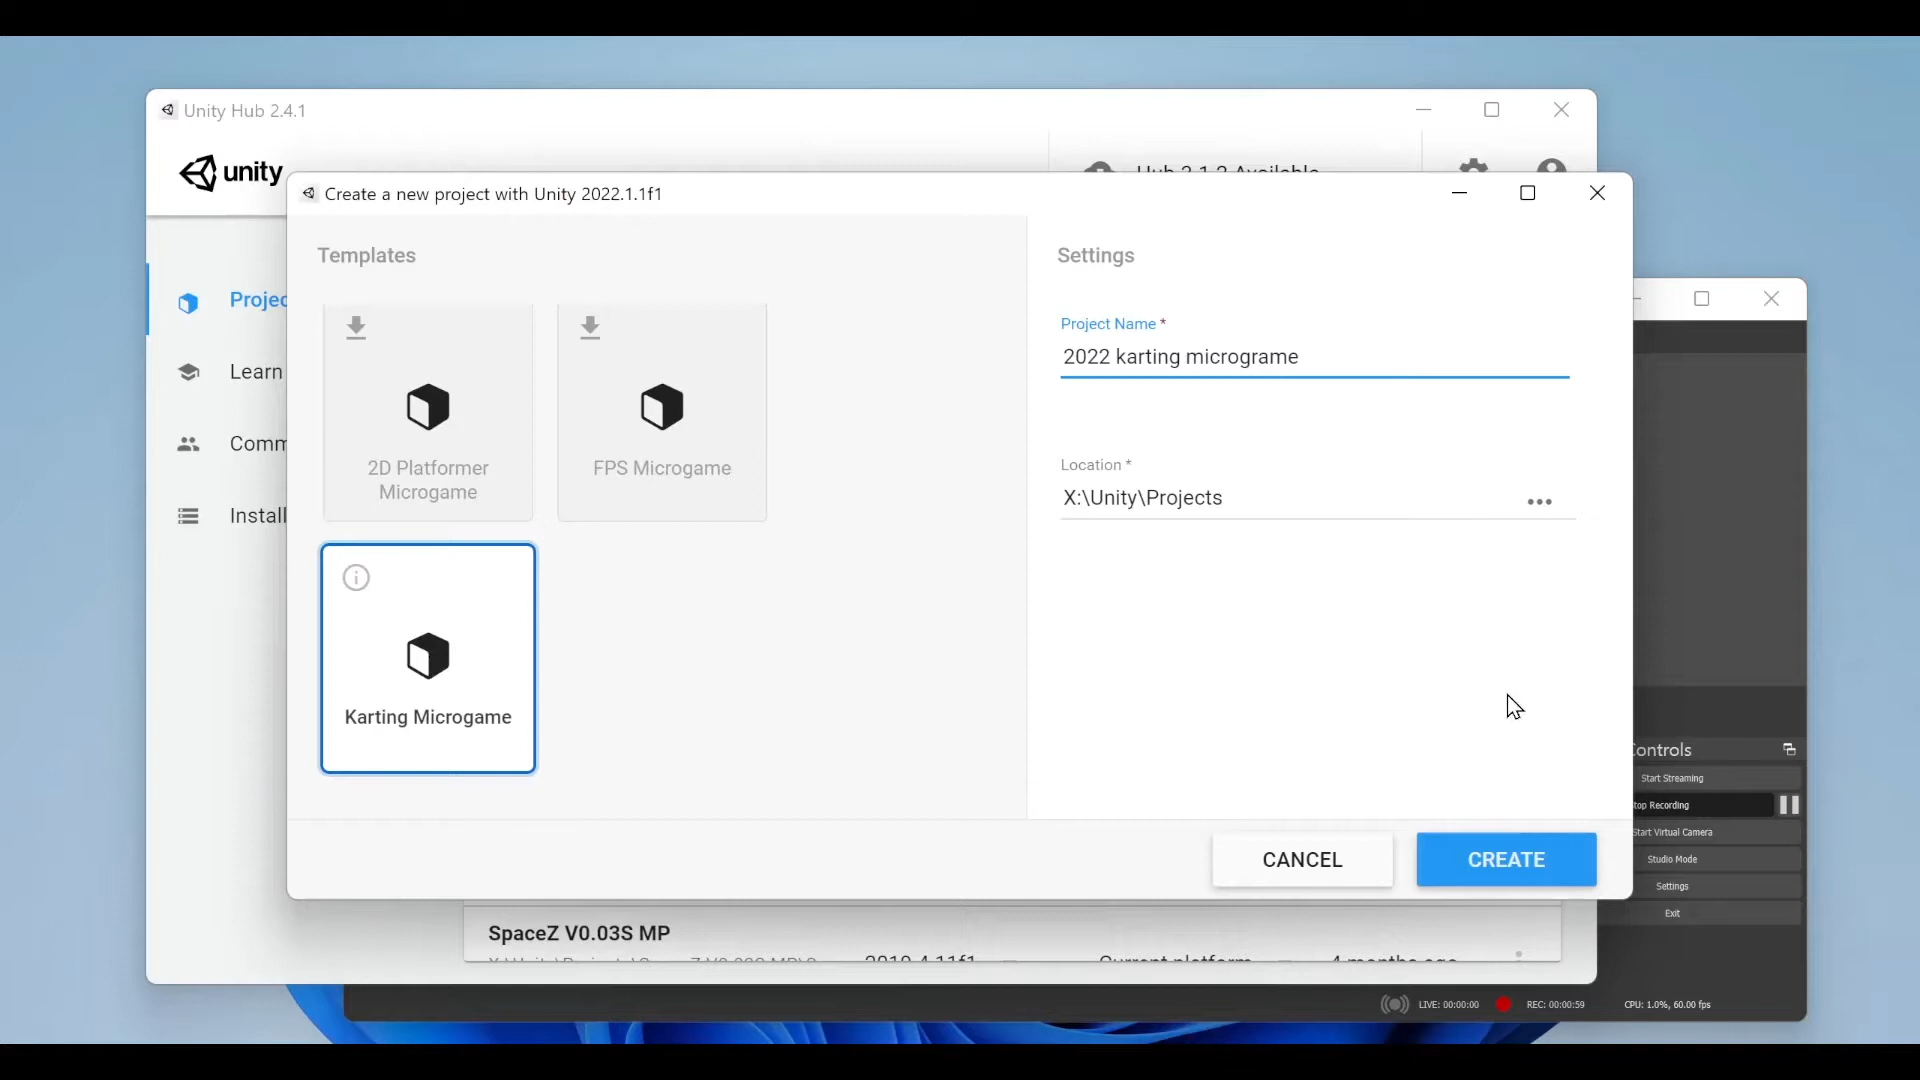 Unity Hub 2.4.1
unity
Create a new project with Unity 2022.1.1f1
Templates
Settings
Projec
Learn
Comm
Install
2D Platformer
Microgame
FPS Microgame
Karting Microgame
Project Name *
2022 karting micrograme
Location *
X:\Unity\Projects
•••
CANCEL
CREATE
SpaceZ V0.03S MP
Controls
Start Streaming
top Recording
Start Virtual Camera
Studio Mode
Settings
Exit
LIVE: 00:00:00
REC: 00:00:59
CPU: 1.0%, 60.00 fps